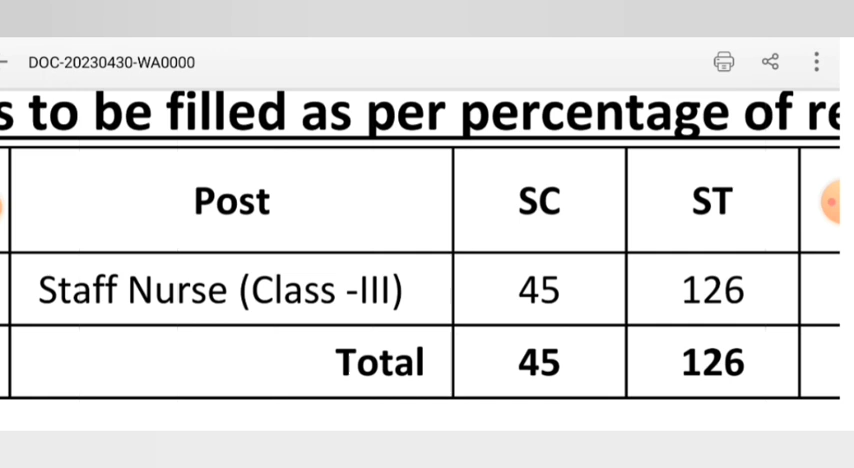 DOC-20230430-WA0000
to be filled as per percentage of
Post SC ST
Staff Nurse (Class -III) 45 126
Total 45 126